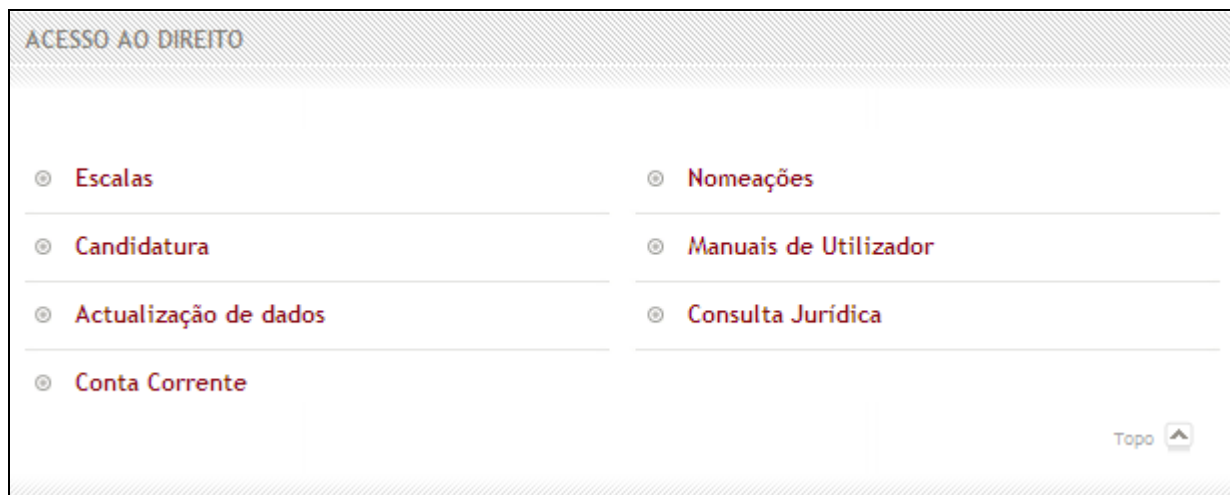 ACESSO AO DIREITO
Escalas
Nomeações
Candidatura
Manuais de Utilizador
Actualização de dados
Consulta Jurídica
Conta Corrente
Topo